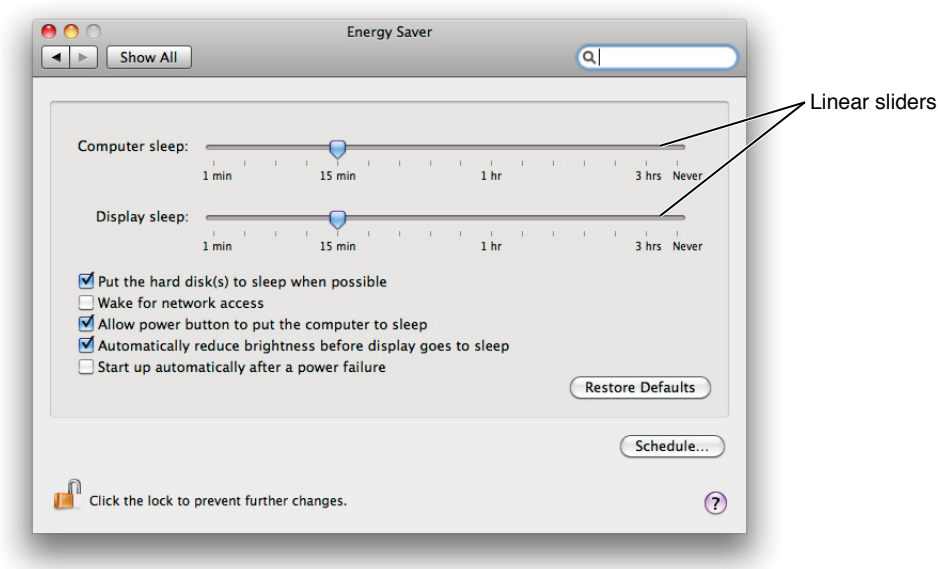 Energy Saver
Show All
Linear sliders
Computer sleep:
1 min 15 min 1 hr 3 hrs Never
Display sleep:
1 min 15 min 1 hr 3 hrs Never
Put the hard disk(s) to sleep when possible
Wake for network access
Allow power button to put the computer to sleep
Automatically reduce brightness before display goes to sleep
Start up automatically after a power failure
Restore Defaults
Schedule...
Click the lock to prevent further changes.
?